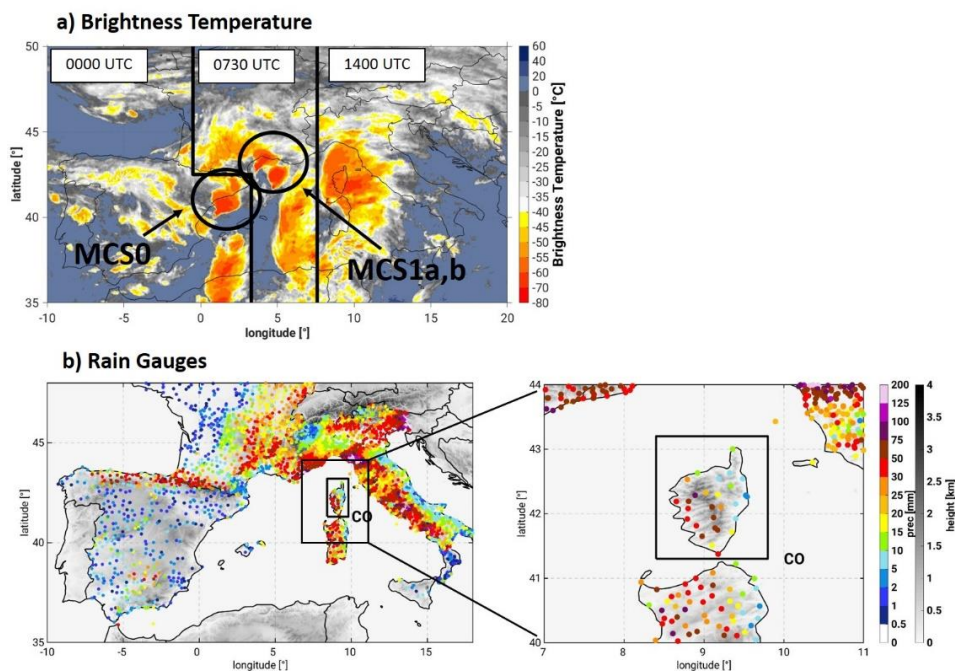 a) Brightness Temperature
0000 UTC
0730 UTC
1400 UTC
MCS0
MCS1a,b
50
45
40
35
latitude [°]
-10 -5 0 5 10 15 20
longitude [°]
60
40
20
0
-5
-10
-15
-20
-25
-30
-35
-40
-45
-50
-55
-60
-70
-80
Brightness Temperature [°C]
b) Rain Gauges
45
40
35
latitude [°]
CO
-10 -5 0 5 10 15
longitude [°]
44
43
42
41
40
latitude [°]
CO
7 8 9 10 11
longitude [°]
200
125
100
75
50
30
25
20
15
10
5
2
1
0.5
prec [mm]
4
3.5
3
2.5
2
1.5
1
0.5
0
height [km]